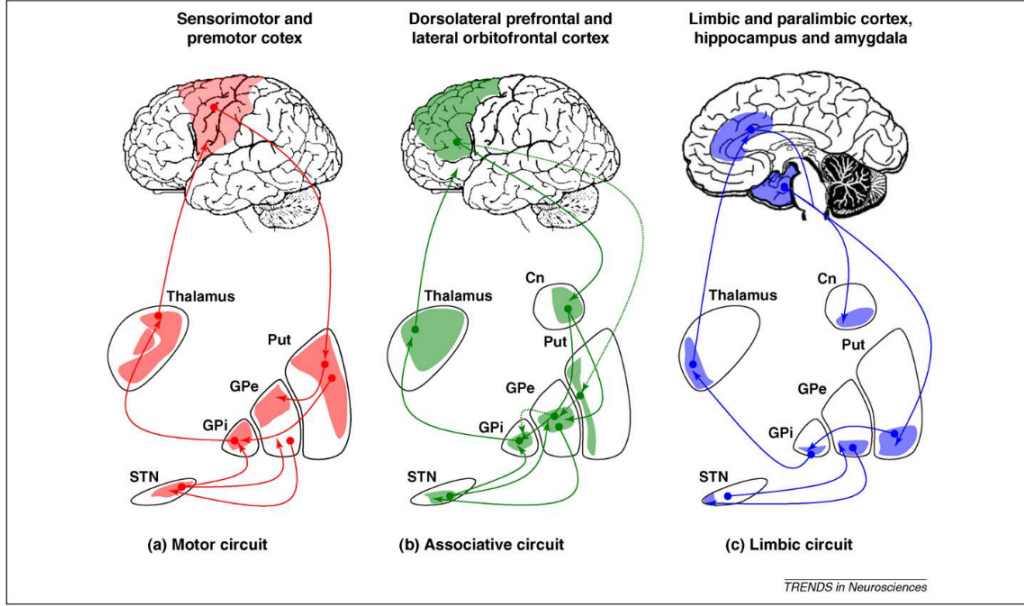 Sensorimotor and
premotor cotex
Dorsolateral prefrontal and
lateral orbitofrontal cortex
Limbic and paralimbic cortex,
hippocampus and amygdala
Thalamus
Put
GPe
GPi
STN
Thalamus
Cn
Put
GPe
GPi
STN
Thalamus
Cn
Put
GPe
GPi
STN
(a) Motor circuit
(b) Associative circuit
(c) Limbic circuit
TRENDS in Neurosciences